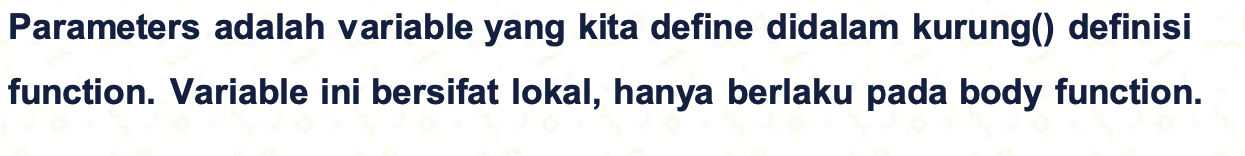 Parameters adalah variable yang kita define didalam kurung() definisi
function. Variable ini bersifat lokal, hanya berlaku pada body function.